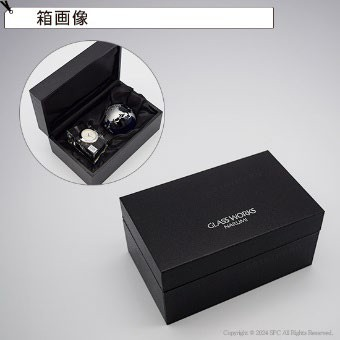 箱画像
GLASS WORKS
NARUMI
Copyright © 2024 SPC All Rights Reserved.